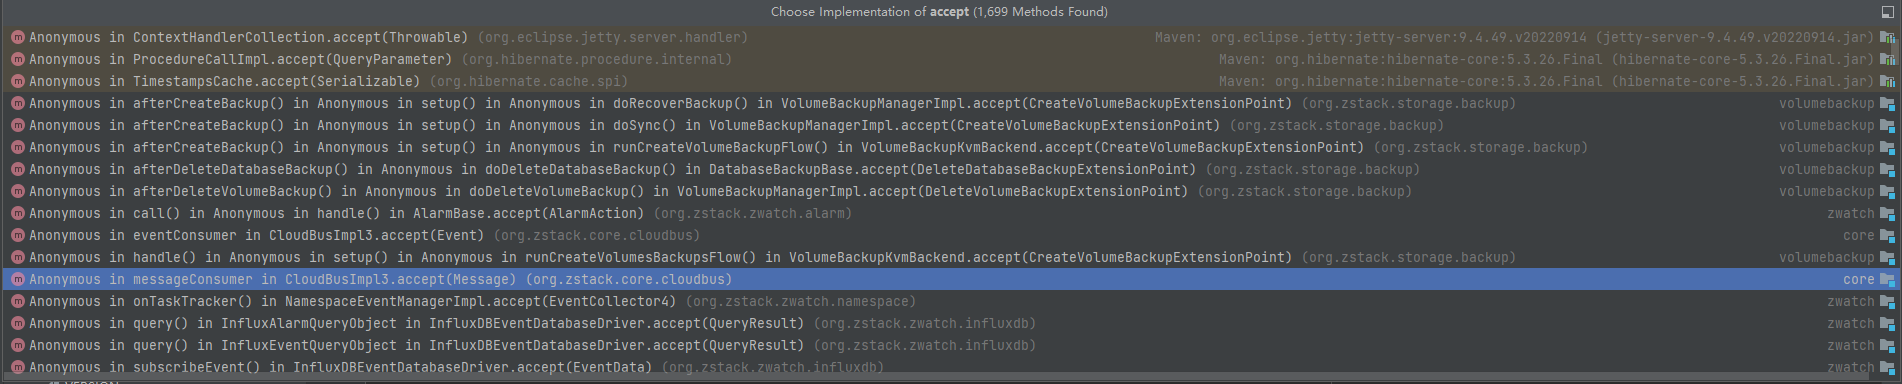 Choose Implementation of accept (1,699 Methods Found)
Anonymous in ContextHandlerCollection.accept(Throwable) (org.eclipse.jetty.server.handler) Maven: org.eclipse.jetty:jetty-server:9.4.49.v20220914 (jetty-server-9.4.49.v20220914.jar)
Anonymous in ProcedureCallImpl.accept(QueryParameter) (org.hibernate.procedure.internal) Maven: org.hibernate:hibernate-core:5.3.26.Final (hibernate-core-5.3.26.Final.jar)
Anonymous in TimestampsCache.accept(Serializable) (org.hibernate.cache.spi) Maven: org.hibernate:hibernate-core:5.3.26.Final (hibernate-core-5.3.26.Final.jar)
Anonymous in afterCreateBackup() in Anonymous in setup() in Anonymous in doRecoverBackup() in VolumeBackupManagerImpl.accept(CreateVolumeBackupExtensionPoint) (org.zstack.storage.backup) volumebackup
Anonymous in afterCreateBackup() in Anonymous in setup() in Anonymous in doSync() in VolumeBackupManagerImpl.accept(CreateVolumeBackupExtensionPoint) (org.zstack.storage.backup) volumebackup
Anonymous in afterCreateBackup() in Anonymous in setup() in Anonymous in runCreateVolumeBackupFlow() in VolumeBackupKvmBackend.accept(CreateVolumeBackupExtensionPoint) (org.zstack.storage.backup) volumebackup
Anonymous in afterDeleteDatabaseBackup() in Anonymous in doDeleteDatabaseBackup() in DatabaseBackupBase.accept(DeleteDatabaseBackupExtensionPoint) (org.zstack.storage.backup) volumebackup
Anonymous in afterDeleteVolumeBackup() in Anonymous in doDeleteVolumeBackup() in VolumeBackupManagerImpl.accept(DeleteVolumeBackupExtensionPoint) (org.zstack.storage.backup) volumebackup
Anonymous in call() in Anonymous in handle() in AlarmBase.accept(AlarmAction) (org.zstack.zwatch.alarm) zwatch
Anonymous in eventConsumer in CloudBusImpl3.accept(Event) (org.zstack.core.cloudbus) core
Anonymous in handle() in Anonymous in setup() in Anonymous in runCreateVolumesBackupsFlow() in VolumeBackupKvmBackend.accept(CreateVolumeBackupExtensionPoint) (org.zstack.storage.backup) volumebackup
Anonymous in messageConsumer in CloudBusImpl3.accept(Message) (org.zstack.core.cloudbus) core
Anonymous in onTaskTracker() in NamespaceEventManagerImpl.accept(EventCollector4) (org.zstack.zwatch.namespace) zwatch
Anonymous in query() in InfluxAlarmQueryObject in InfluxDBEventDatabaseDriver.accept(QueryResult) (org.zstack.zwatch.influxdb) zwatch
Anonymous in query() in InfluxEventQueryObject in InfluxDBEventDatabaseDriver.accept(QueryResult) (org.zstack.zwatch.influxdb) zwatch
Anonymous in subscribeEvent() in InfluxDBEventDatabaseDriver.accept(EventData) (org.zstack.zwatch.influxdb) zwatch
VERSION